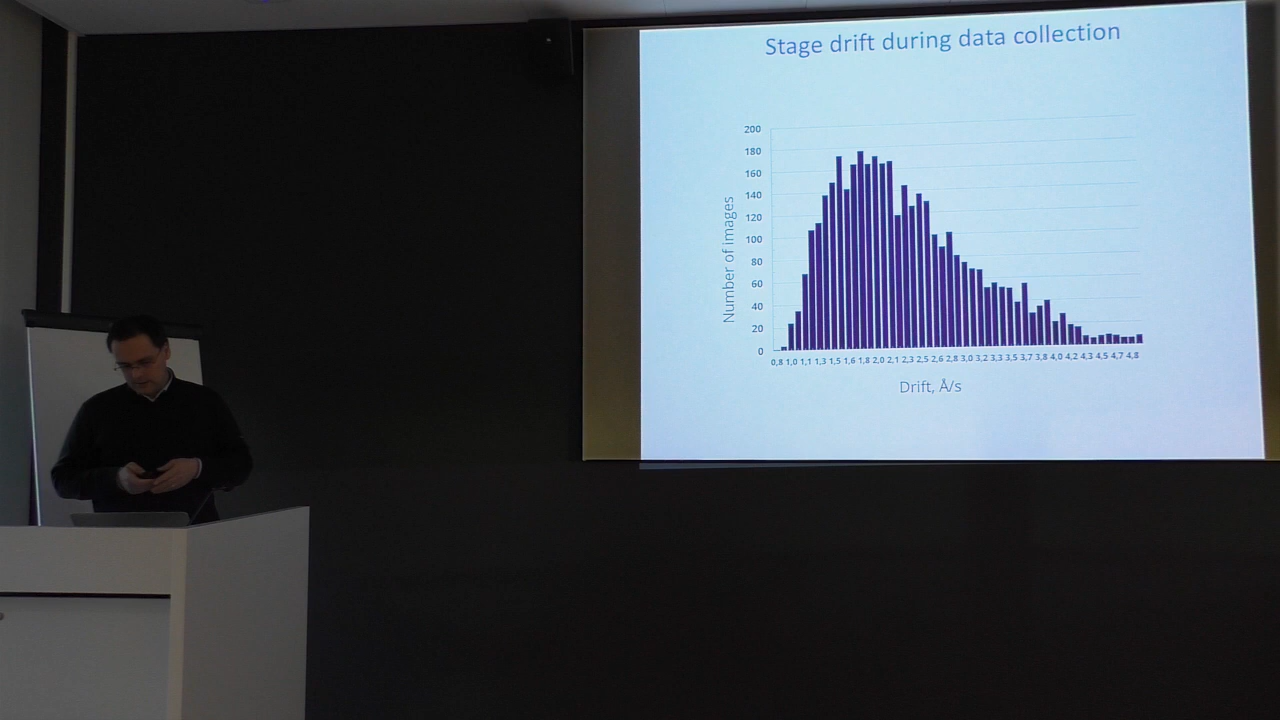 Stage drift during data collection
200
180
160
140
120
100
80
60
40
20
0
Number of images
0,8 1,0 1,1 1,3 1,5 1,6 1,8 2,0 2,1 2,3 2,5 2,6 2,8 3,0 3,2 3,3 3,5 3,7 3,8 4,0 4,2 4,3 4,5 4,7 4,8
Drift, Å/s